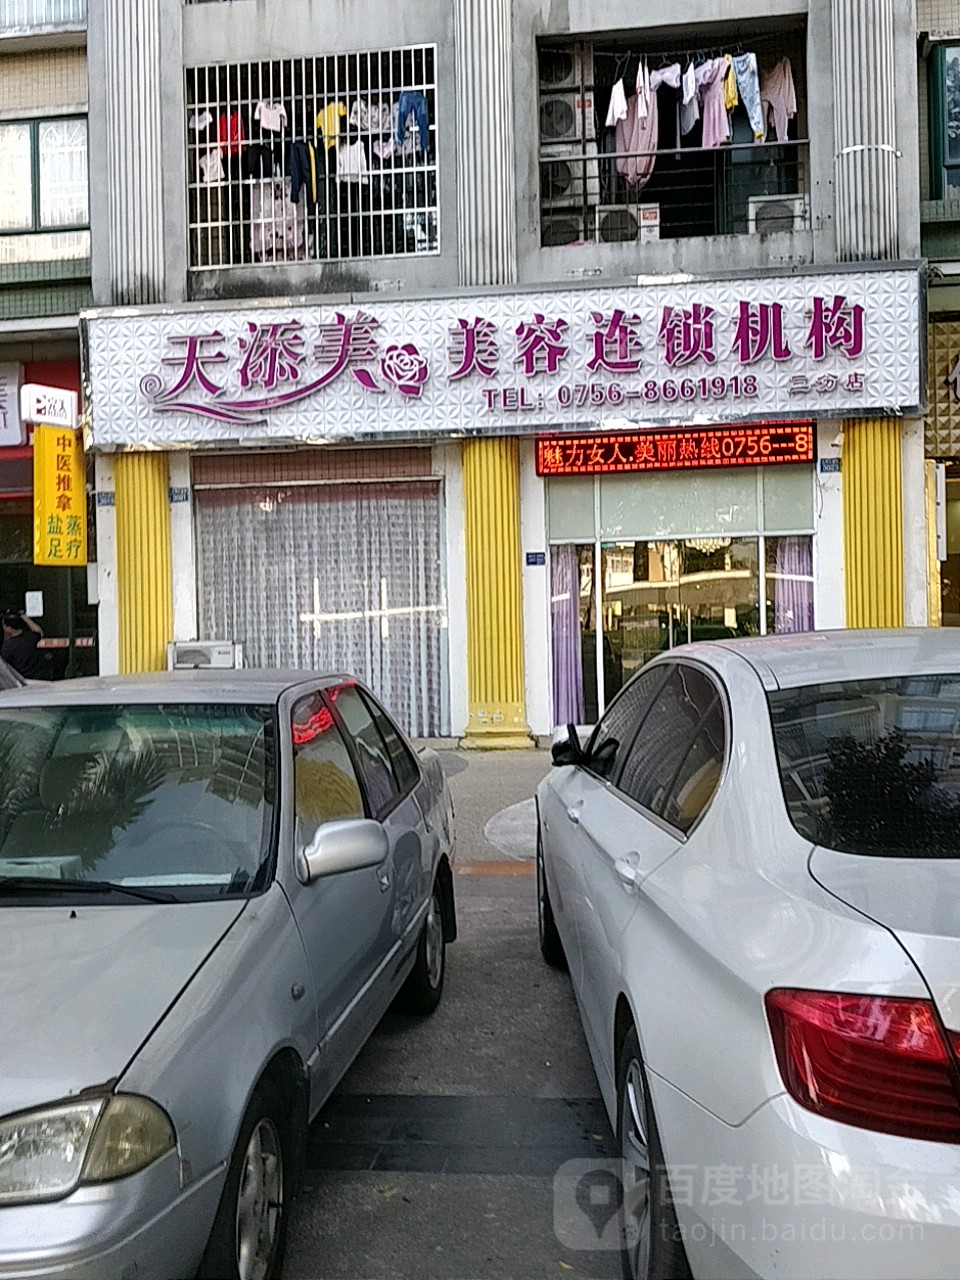 天添美 美容连锁机构
TEL: 0756-8661918 三分店
魅力女人.美丽热线0756---8
中医推拿
盐蒸
足疗
百度地图淘金
taojin.baidu.com